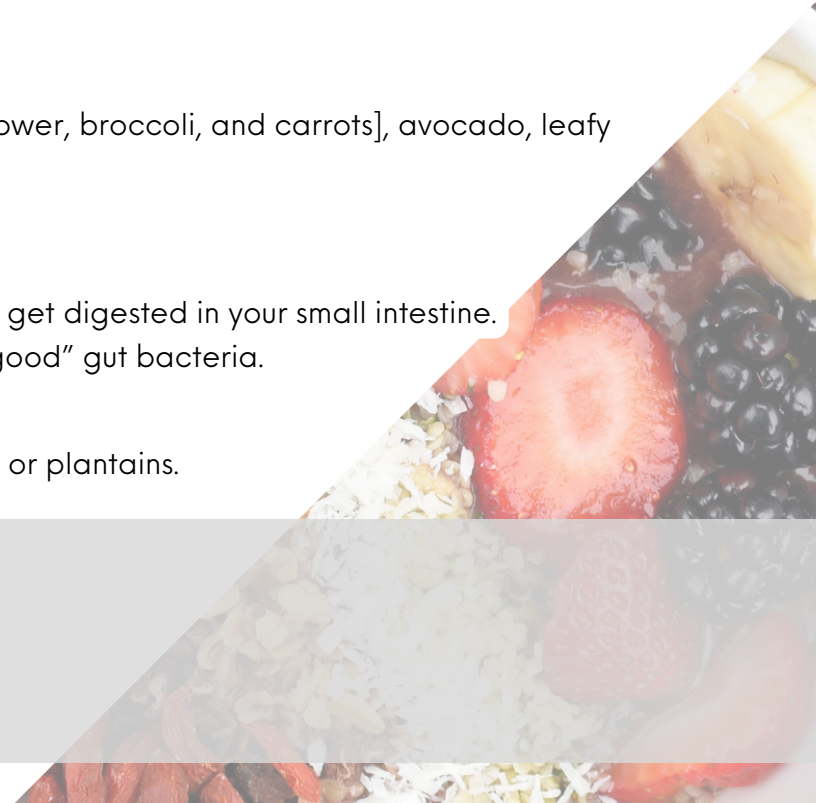 ower, broccoli, and carrots], avocado, leafy
get digested in your small intestine.
good” gut bacteria.
or plantains.